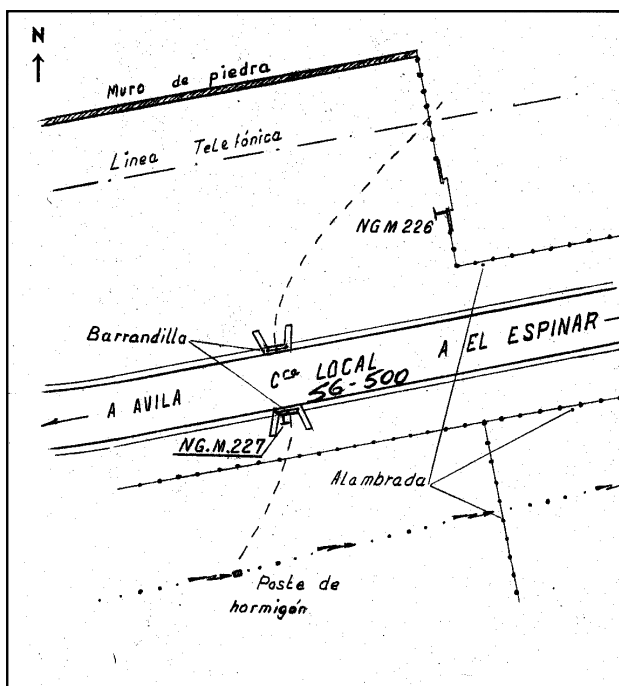 N
Muro de piedra
Linea Telefónica
NGM 226
Barrandilla
Cca LOCAL
SG-500
A EL ESPINAR
A AVILA
NG.M.227
Alambrada
Poste de
hormigón